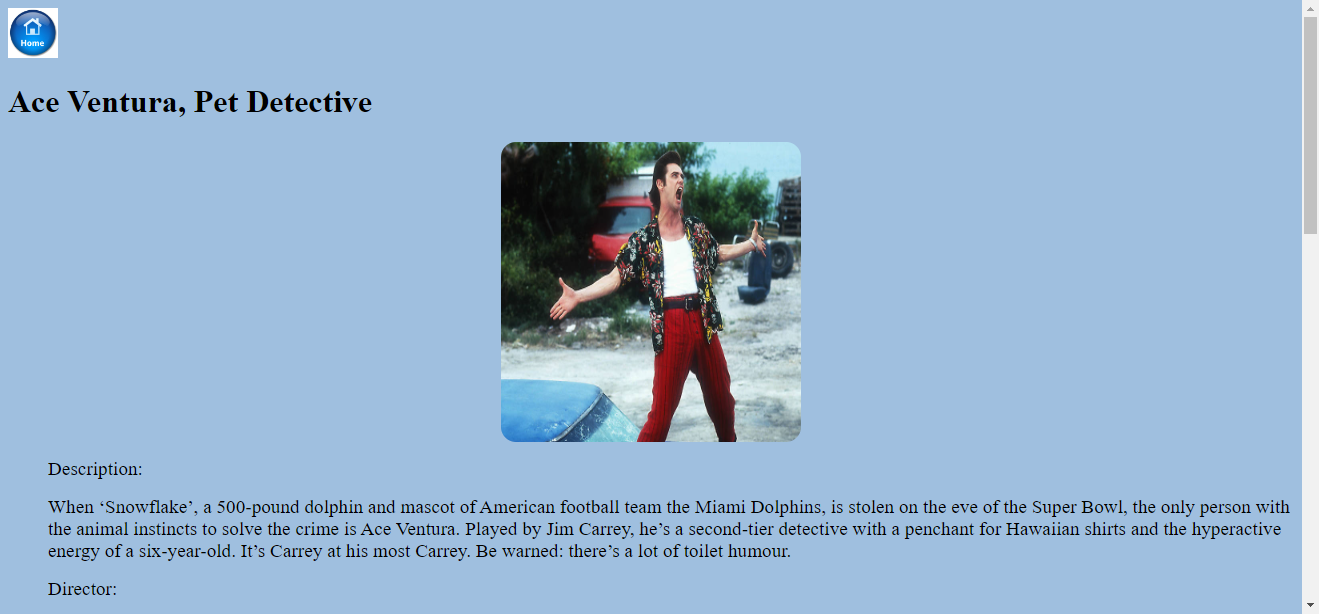 Home
Ace Ventura, Pet Detective
Description:
When ‘Snowflake’, a 500-pound dolphin and mascot of American football team the Miami Dolphins, is stolen on the eve of the Super Bowl, the only person with
the animal instincts to solve the crime is Ace Ventura. Played by Jim Carrey, he’s a second-tier detective with a penchant for Hawaiian shirts and the hyperactive
energy of a six-year-old. It’s Carrey at his most Carrey. Be warned: there’s a lot of toilet humour.
Director: